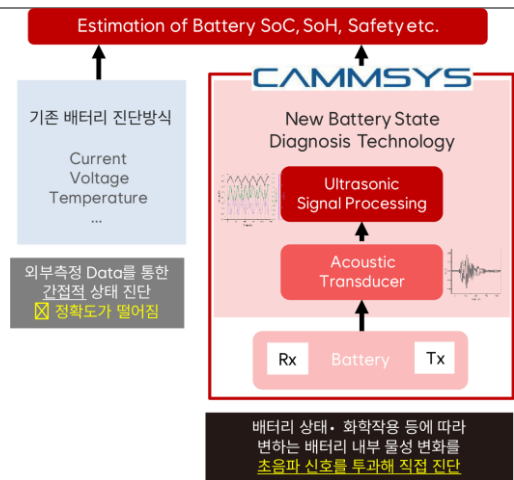 Estimation of Battery SoC, SoH, Safety etc.
CAMMSYS
기존 배터리 진단방식
Current
Voltage
Temperature
...
외부측정 Data를 통한
간접적 상태 진단
☒ 정확도가 떨어짐
New Battery State
Diagnosis Technology
Ultrasonic
Signal Processing
Acoustic
Transducer
Rx Battery Tx
배터리 상태• 화학작용 등에 따라
변하는 배터리 내부 물성 변화를
초음파 신호를 투과해 직접 진단